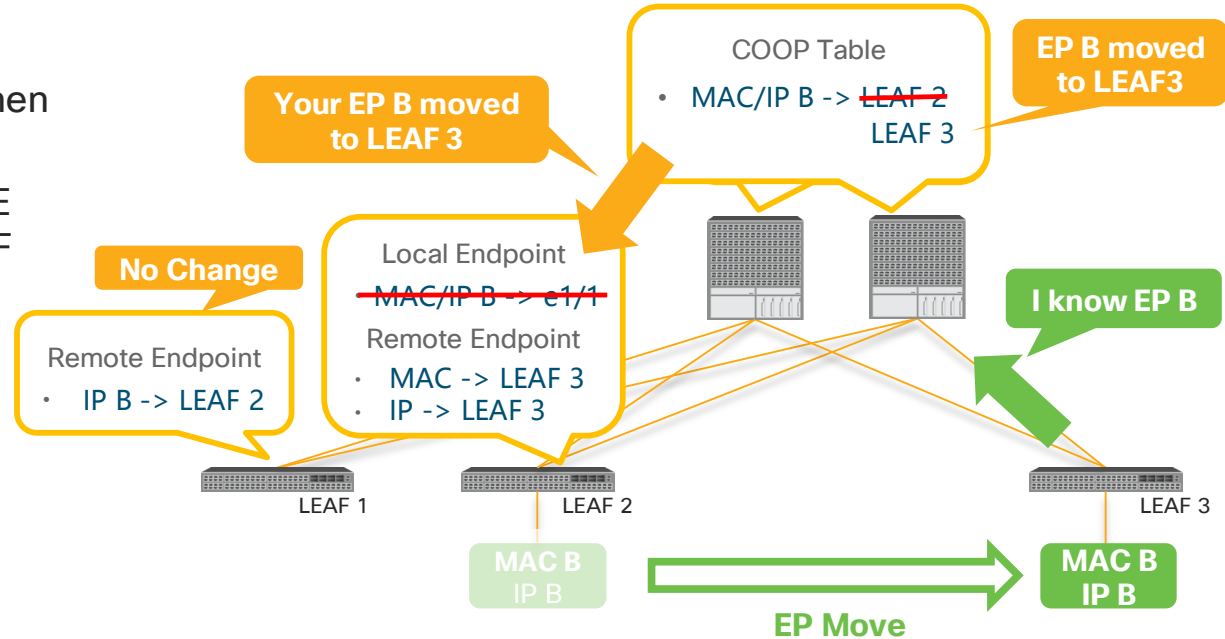 COOP Table
• MAC/IP B -> LEAF 2
LEAF 3
EP B moved
to LEAF3
Your EP B moved
to LEAF 3
Local Endpoint
• MAC/IP B -> e1/1
Remote Endpoint
• MAC -> LEAF 3
• IP -> LEAF 3
No Change
Remote Endpoint
• IP B -> LEAF 2
I know EP B
LEAF 1
LEAF 2
LEAF 3
MAC B
IP B
MAC B
IP B
EP Move